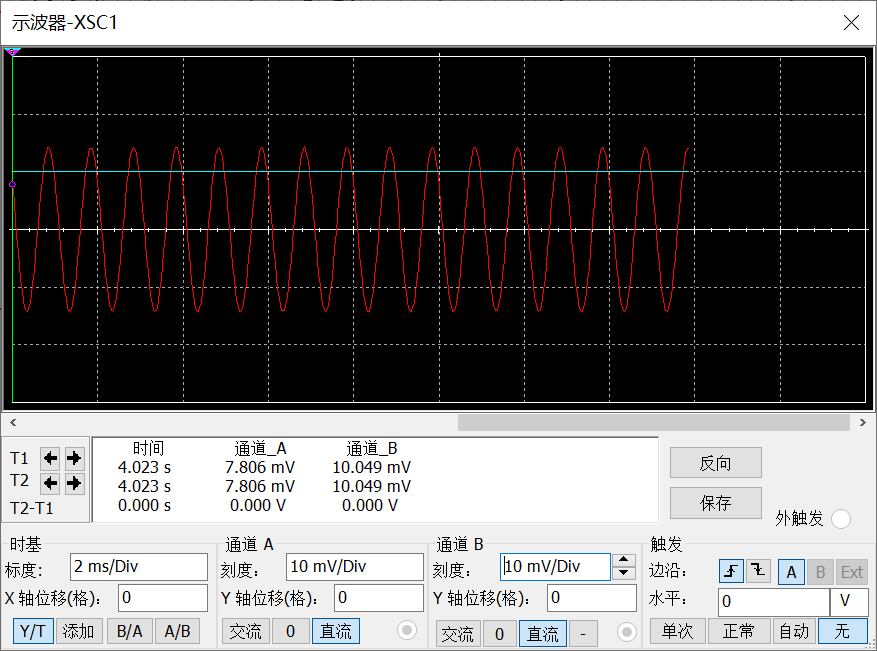 示波器-XSC1
时间 通道_A 通道_B
T1 4.023 s 7.806 mV 10.049 mV
T2 4.023 s 7.806 mV 10.049 mV
T2-T1 0.000 s 0.000 V 0.000 V
反向
保存
外触发
时基 通道 A 通道 B 触发
标度: 2 ms/Div 刻度: 10 mV/Div 刻度: 10 mV/Div 边沿: A B Ext
X 轴位移(格): 0 Y 轴位移(格): 0 Y 轴位移(格): 0 水平: 0 V
Y/T 添加 B/A A/B 交流 0 直流 交流 0 直流 - 单次 正常 自动 无